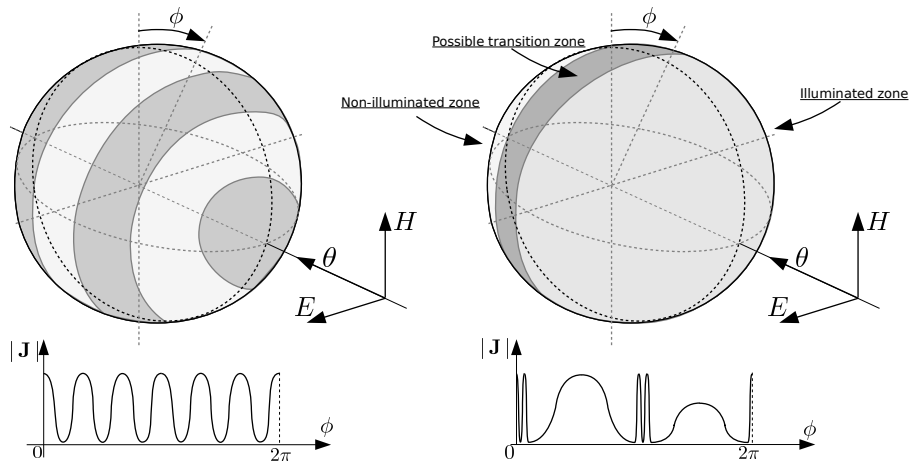 ϕ
ϕ
Possible transition zone
Non-illuminated zone
Illuminated zone
H
θ
E
H
θ
E
|J|
0
2π
ϕ
|J|
0
2π
ϕ